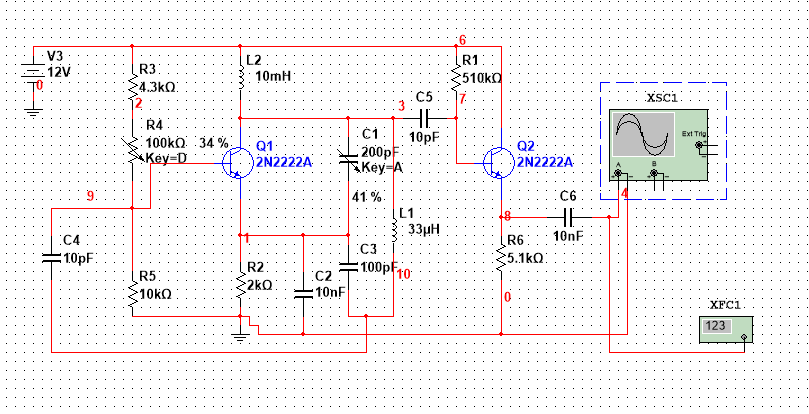 V3
12V
0
R3
4.3kΩ
2
R4
100kΩ
Key=D
34 %
9
C4
10pF
R5
10kΩ
L2
10mH
Q1
2N2222A
1
R2
2kΩ
C2
10nF
C1
200pF
Key=A
41 %
C3
100pF
10
L1
33µH
3
C5
10pF
6
R1
510kΩ
7
Q2
2N2222A
8
R6
5.1kΩ
0
C6
10nF
4
XSC1
Ext Trig
A
B
XFC1
123